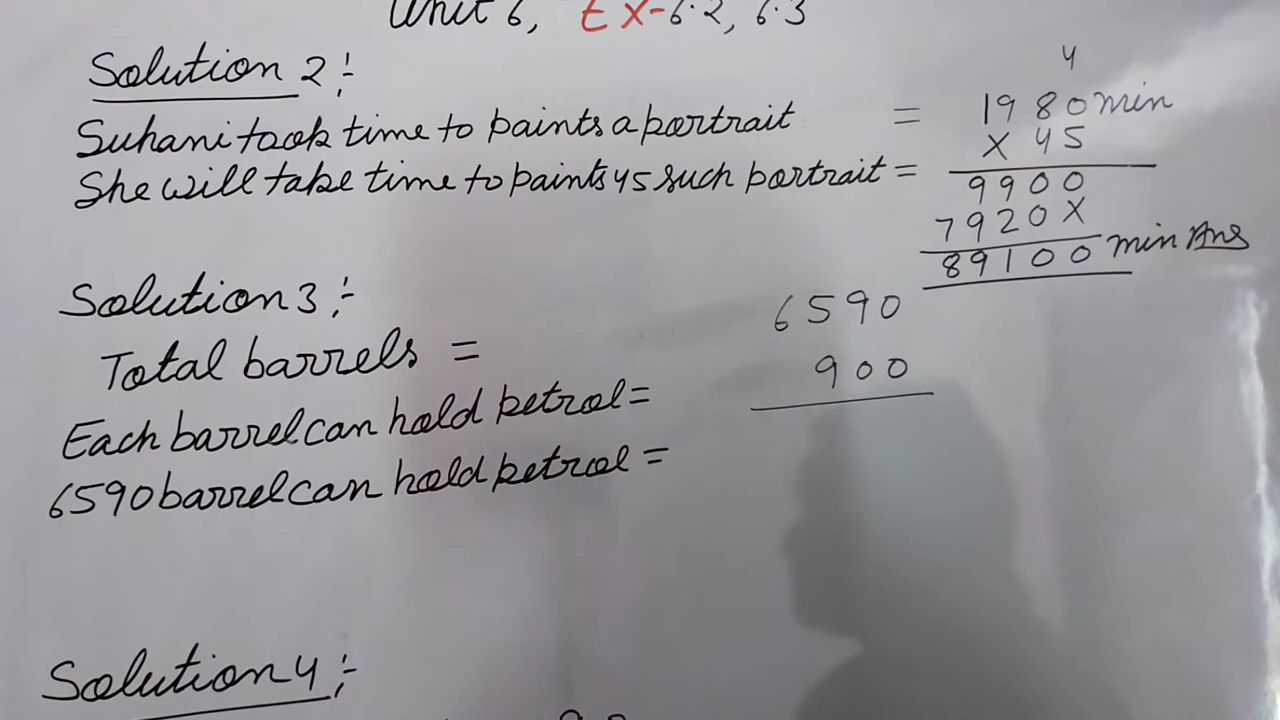 Unit 6, Ex-6.2, 6.3
Solution 2:-
4
Suhani took time to paints a portrait = 1980 min
X 45
She will take time to paints 45 such portrait =
9900
7920X
89100 min Ans
Solution 3:-
6590
Total barrels =
900
Each barrel can hold petrol =
6590 barrel can hold petrol =
Solution 4:-